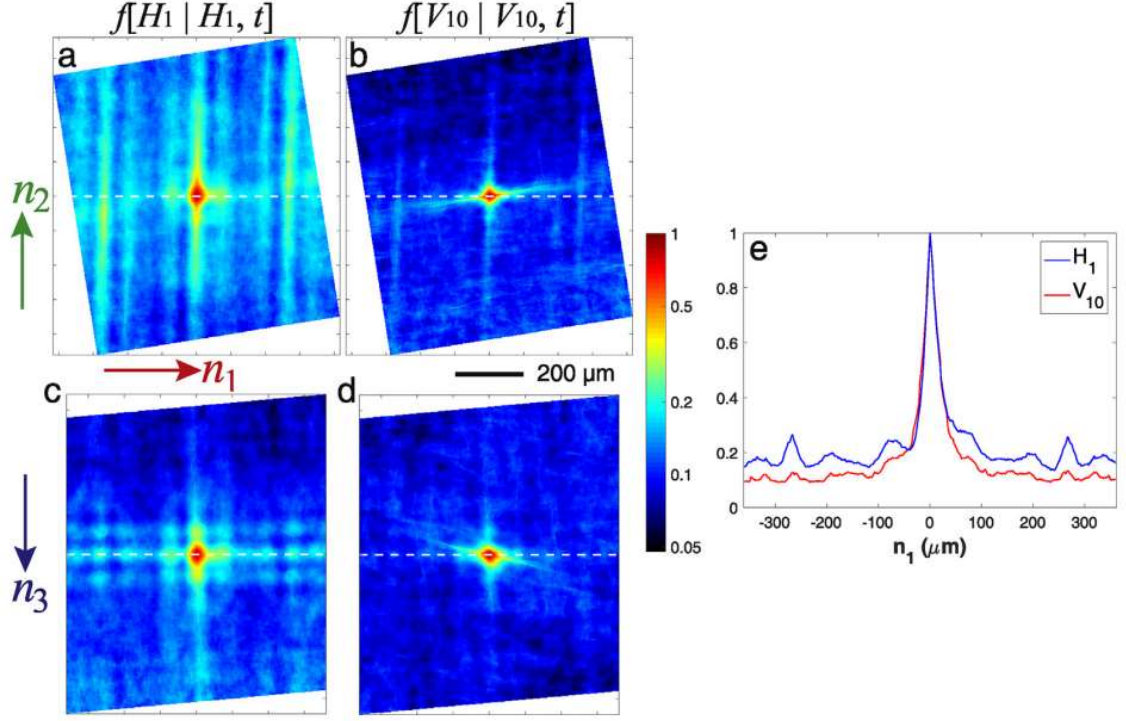 f[H1 | H1, t]
f[V10 | V10, t]
a
b
n2
n1
200 μm
c
d
n3
1
0.5
0.2
0.1
0.05
e
H1
V10
1
0.8
0.6
0.4
0.2
0
-300
-200
-100
0
100
200
300
n1 (μm)